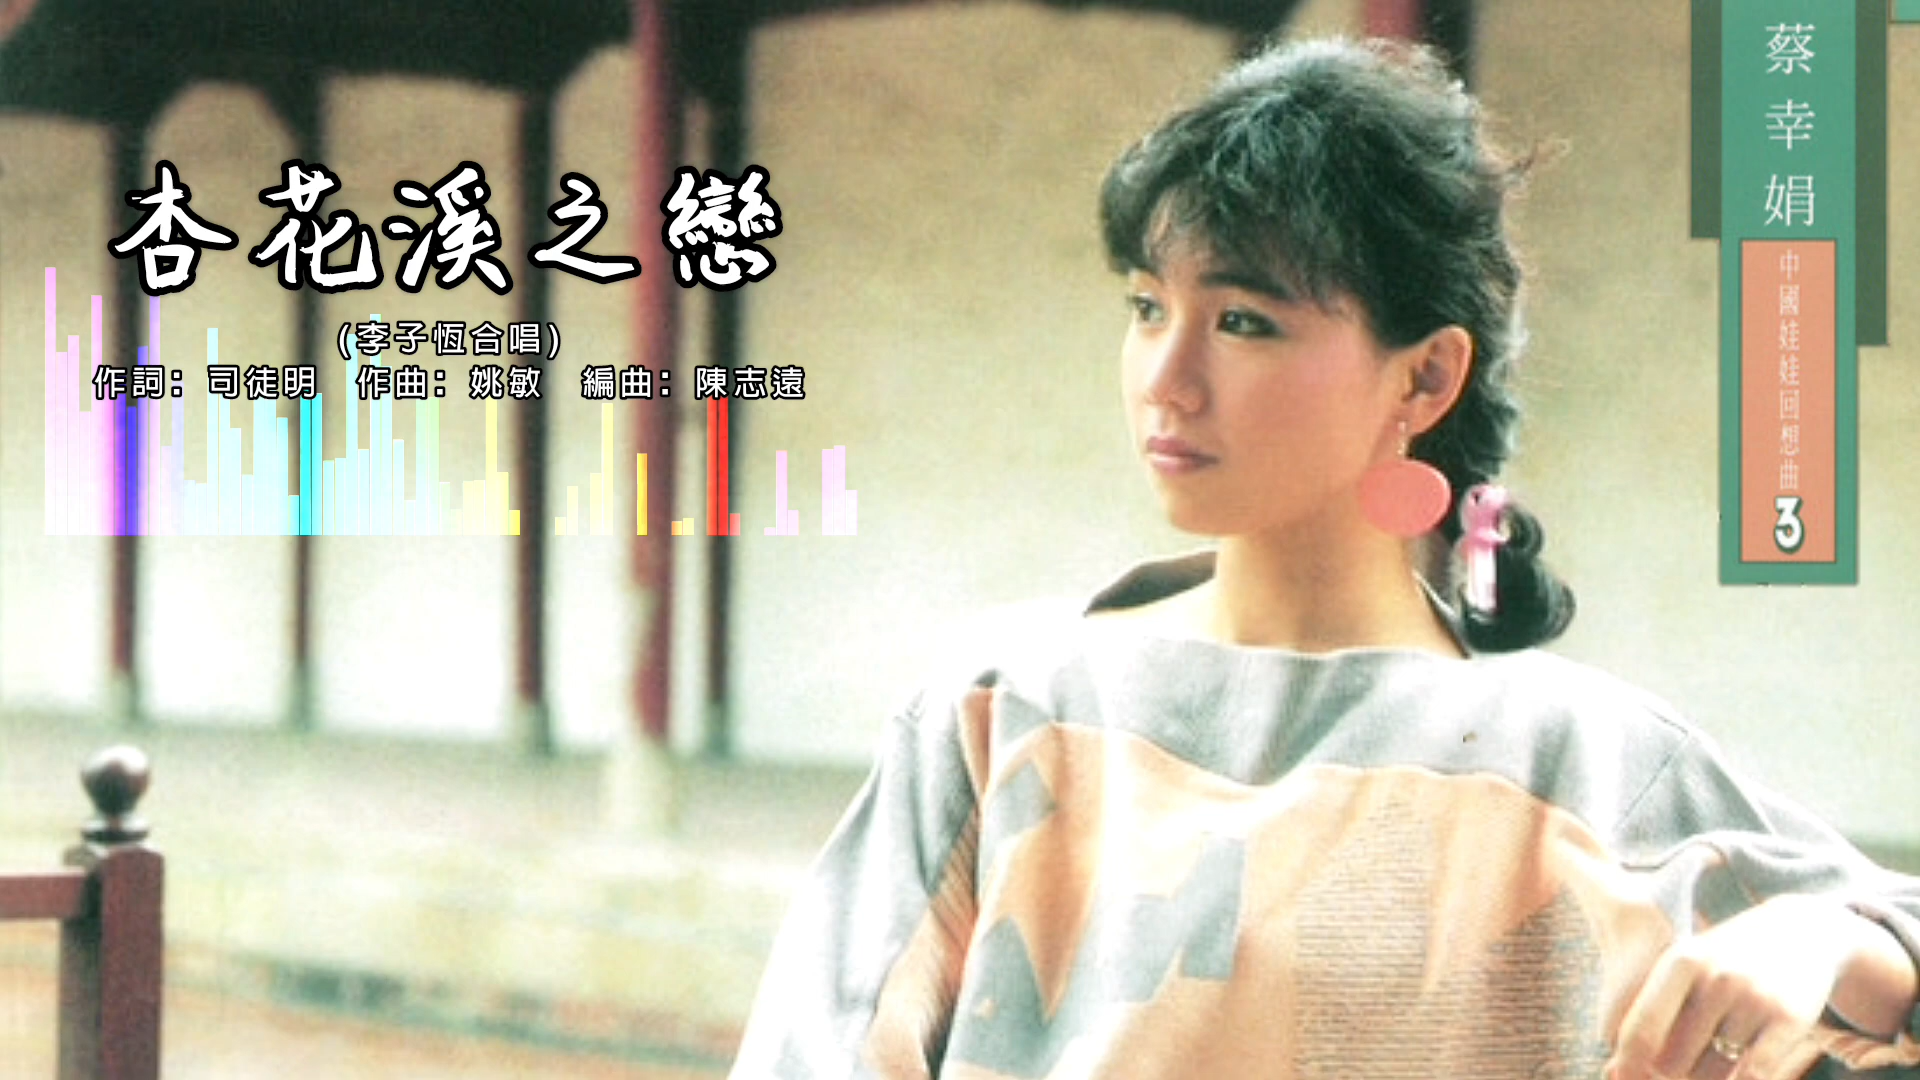 杏花溪之戀
(李子恆合唱)
作詞：司徒明　作曲：姚敏　編曲：陳志遠
蔡幸娟
中國娃娃回想曲
3